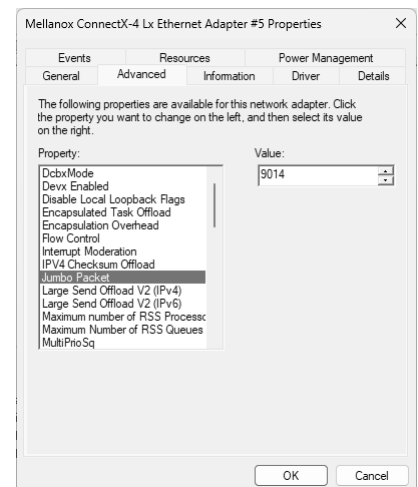 Mellanox ConnectX-4 Lx Ethernet Adapter #5 Properties
Events Resources Power Management
General Advanced Information Driver Details
The following properties are available for this network adapter. Click
the property you want to change on the left, and then select its value
on the right.
Property:
Value:
DcbxMode
9014
Devx Enabled
Disable Local Loopback Flags
Encapsulated Task Offload
Encapsulation Overhead
Flow Control
Interrupt Moderation
IPV4 Checksum Offload
Jumbo Packet
Large Send Offload V2 (IPv4)
Large Send Offload V2 (IPv6)
Maximum number of RSS Processo
Maximum Number of RSS Queues
MultiPrioSq
OK Cancel